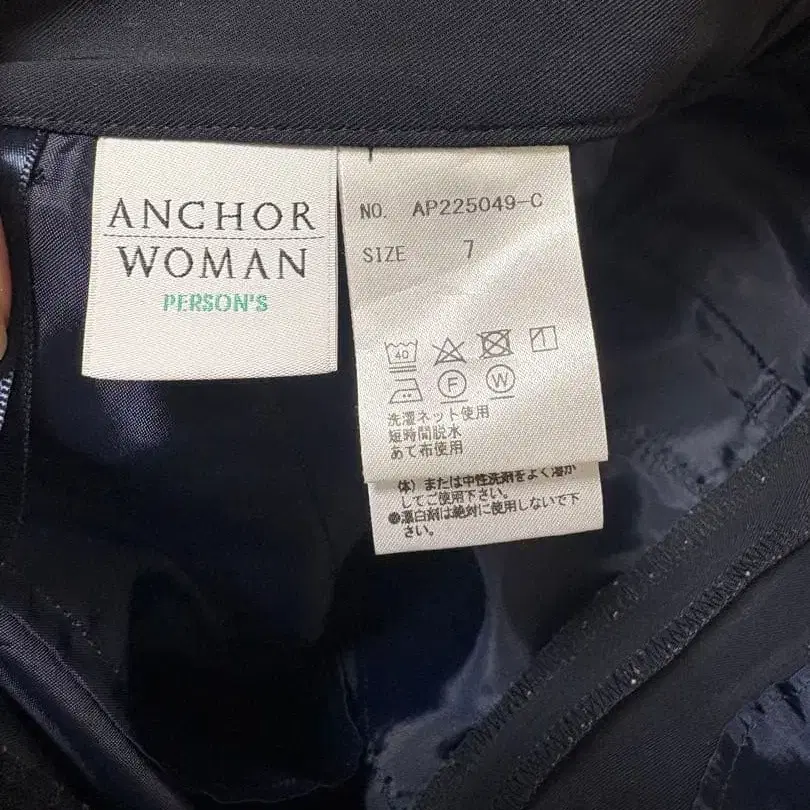 ANCHOR
WOMAN
PERSON'S
NO. AP225049-C
SIZE 7
40
F W
洗濯ネット使用
短時間脱水
あて布使用
体）または中性洗剤をよく溶か
してご使用下さい。
●漂白剤は絶対に使用しないで下
さい。